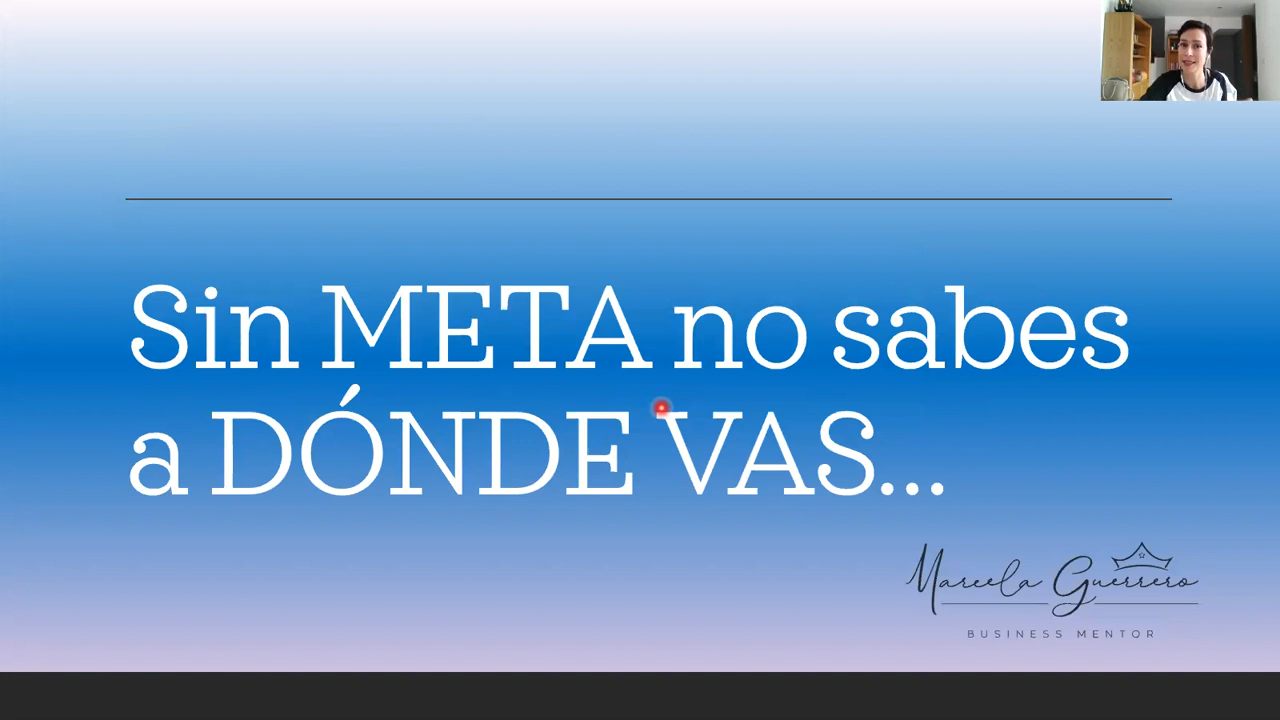 Sin META no sabes
a DÓNDE VAS...
Marcela Guerrero
BUSINESS MENTOR